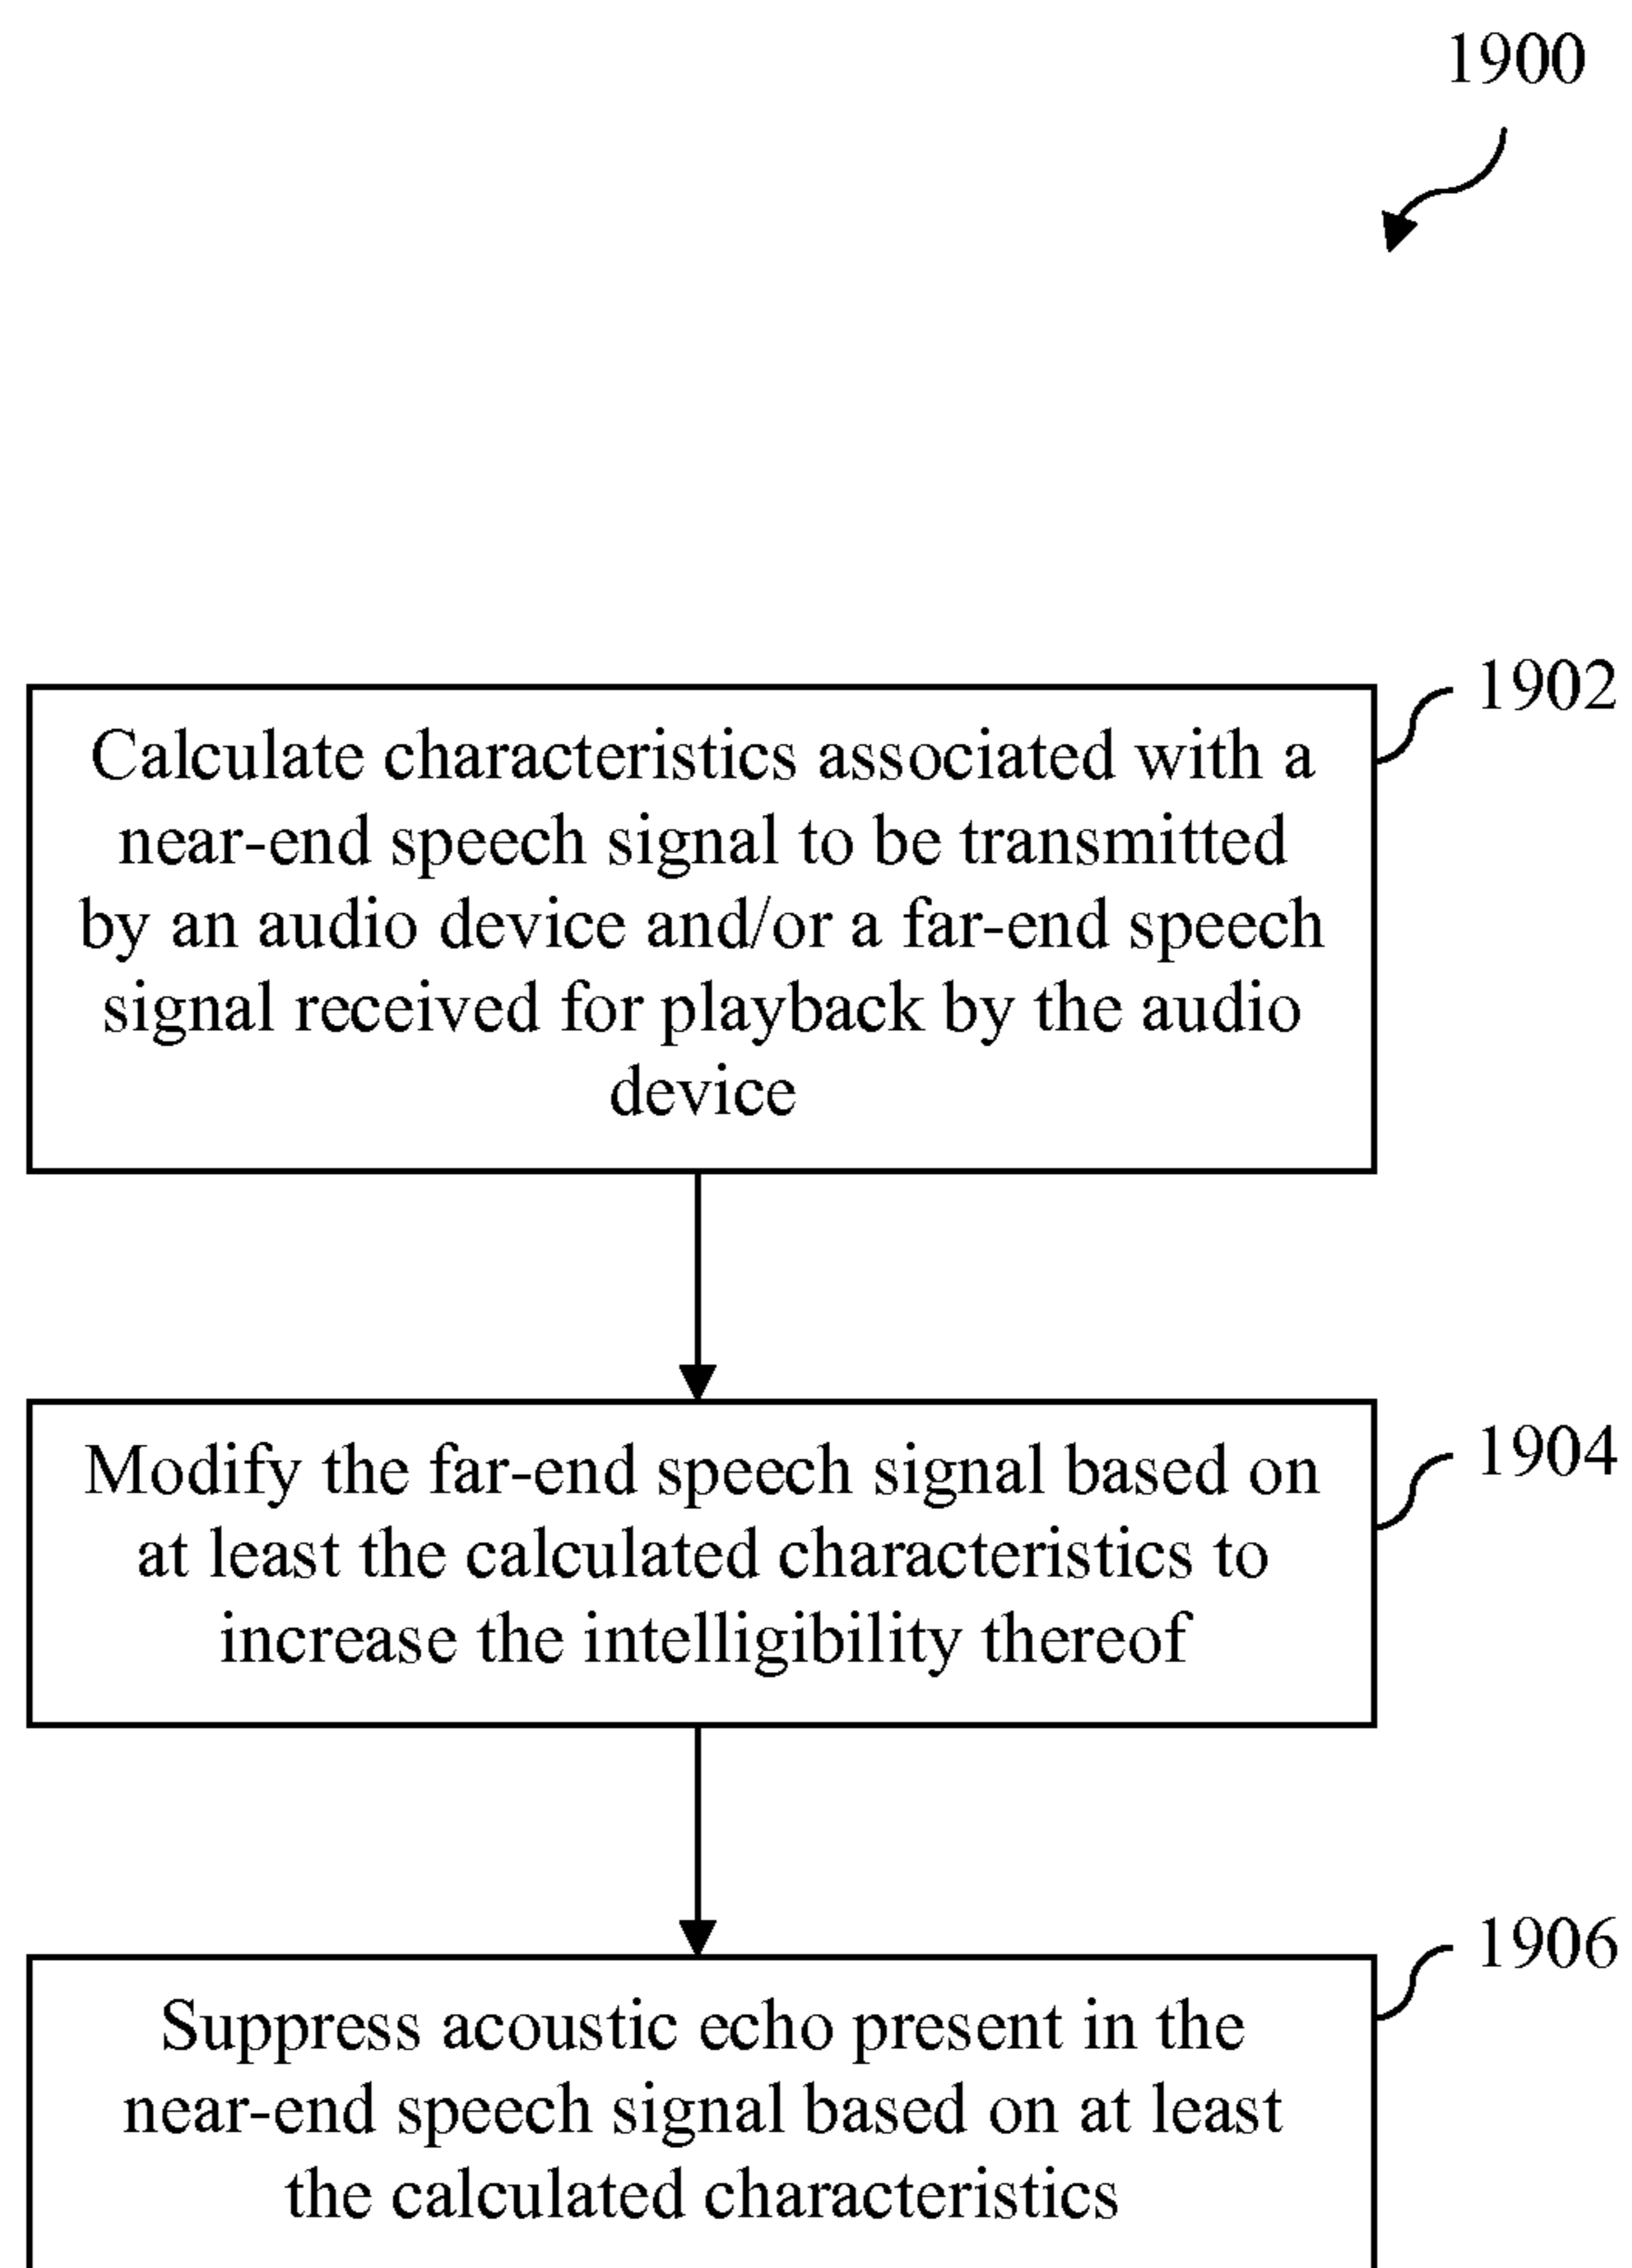 1900
1902
Calculate characteristics associated with a
near-end speech signal to be transmitted
by an audio device and/or a far-end speech
signal received for playback by the audio
device
1904
Modify the far-end speech signal based on
at least the calculated characteristics to
increase the intelligibility thereof
1906
Suppress acoustic echo present in the
near-end speech signal based on at least
the calculated characteristics